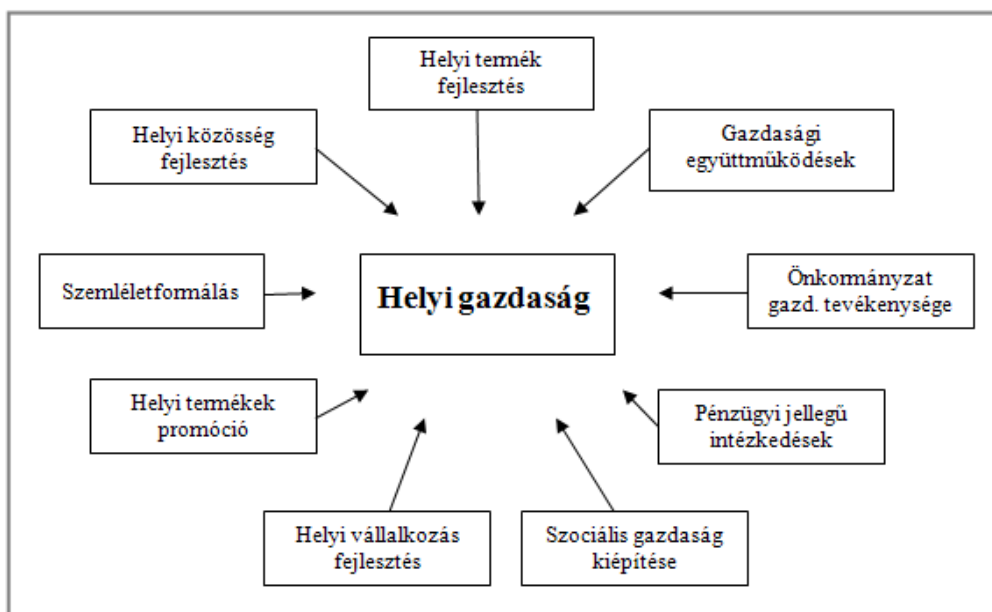 Helyi termék
fejlesztés
Helyi közösség
fejlesztés
Gazdasági
együttműködések
Szemléletformálás
Helyi gazdaság
Önkormányzat
gazd. tevékenysége
Helyi termékek
promóció
Pénzügyi jellegű
intézkedések
Helyi vállalkozás
fejlesztés
Szociális gazdaság
kiépítése